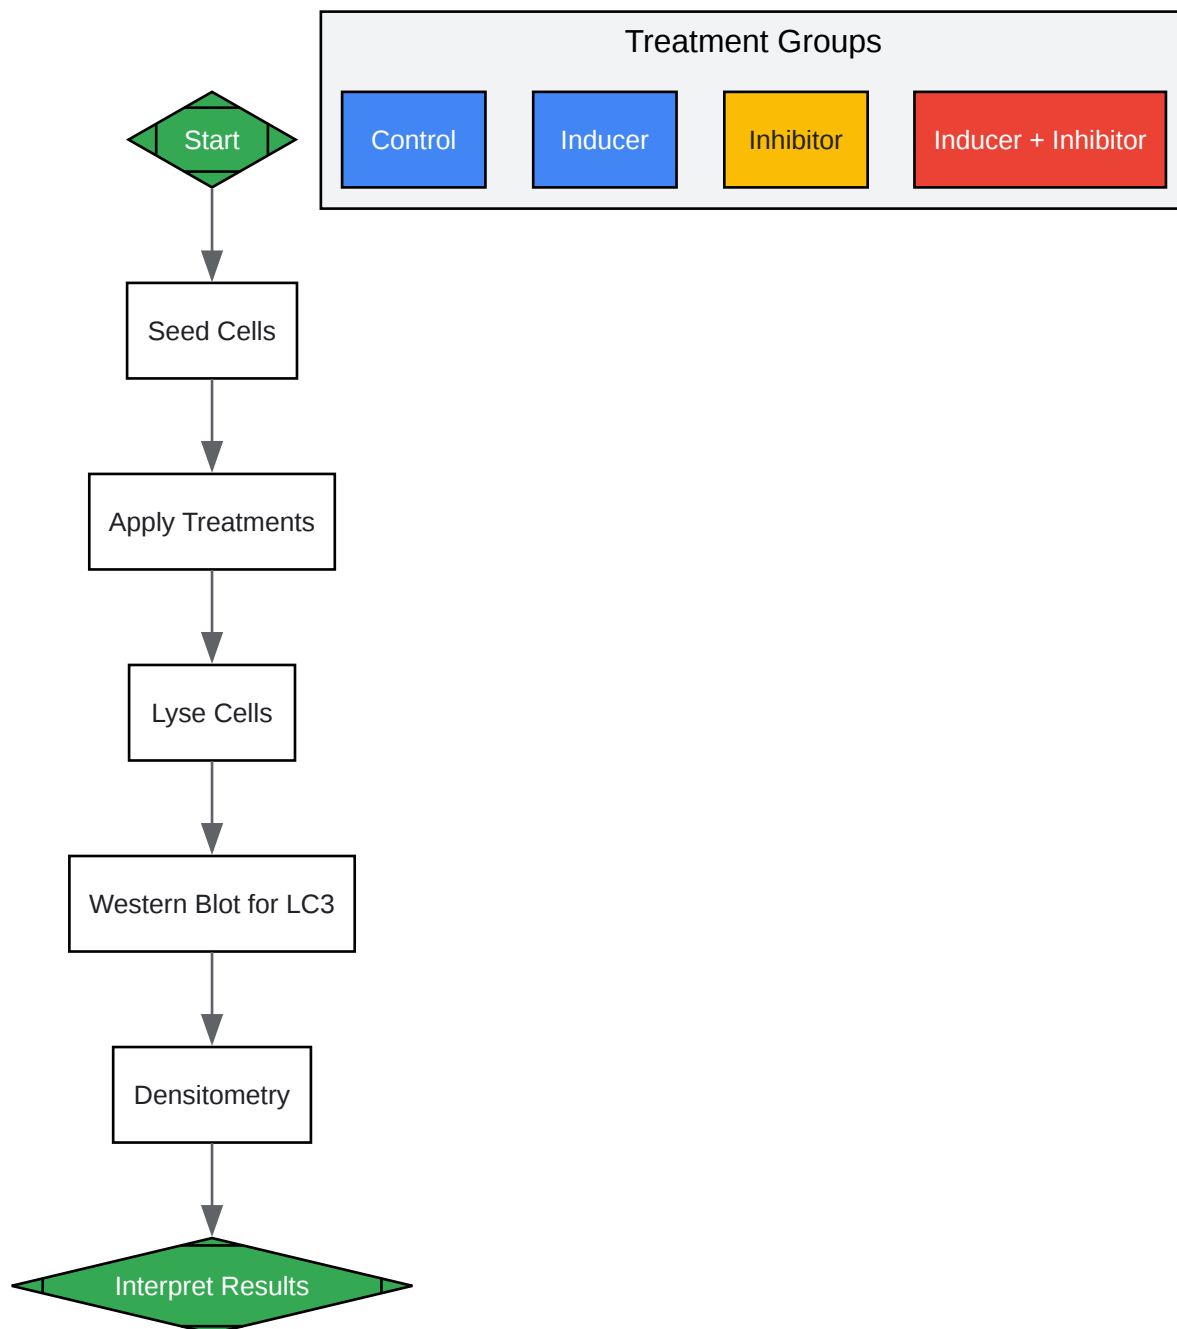 Treatment Groups
Start
Control
Inducer
Inhibitor
Inducer + Inhibitor
Seed Cells
Apply Treatments
Lyse Cells
Western Blot for LC3
Densitometry
Interpret Results